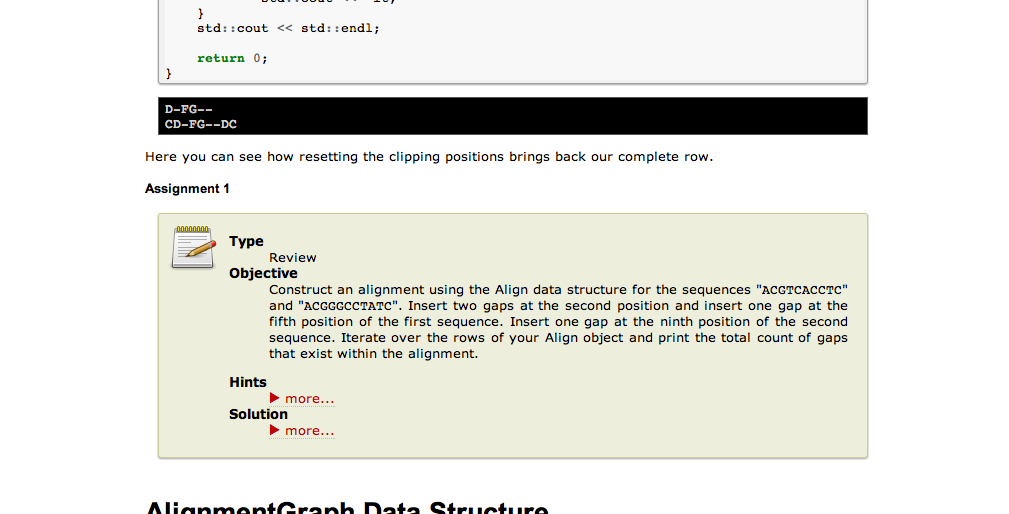 }
std::cout << std::endl;
return 0;
}
D-FG--
CD-FG--DC
Here you can see how resetting the clipping positions brings back our complete row.
Assignment 1
Type
Review
Objective
Construct an alignment using the Align data structure for the sequences "ACGTCACCTC"
and "ACGGGCCTATC". Insert two gaps at the second position and insert one gap at the
fifth position of the first sequence. Insert one gap at the ninth position of the second
sequence. Iterate over the rows of your Align object and print the total count of gaps
that exist within the alignment.
Hints
more...
Solution
more...
AlignmentGraph Data Structure